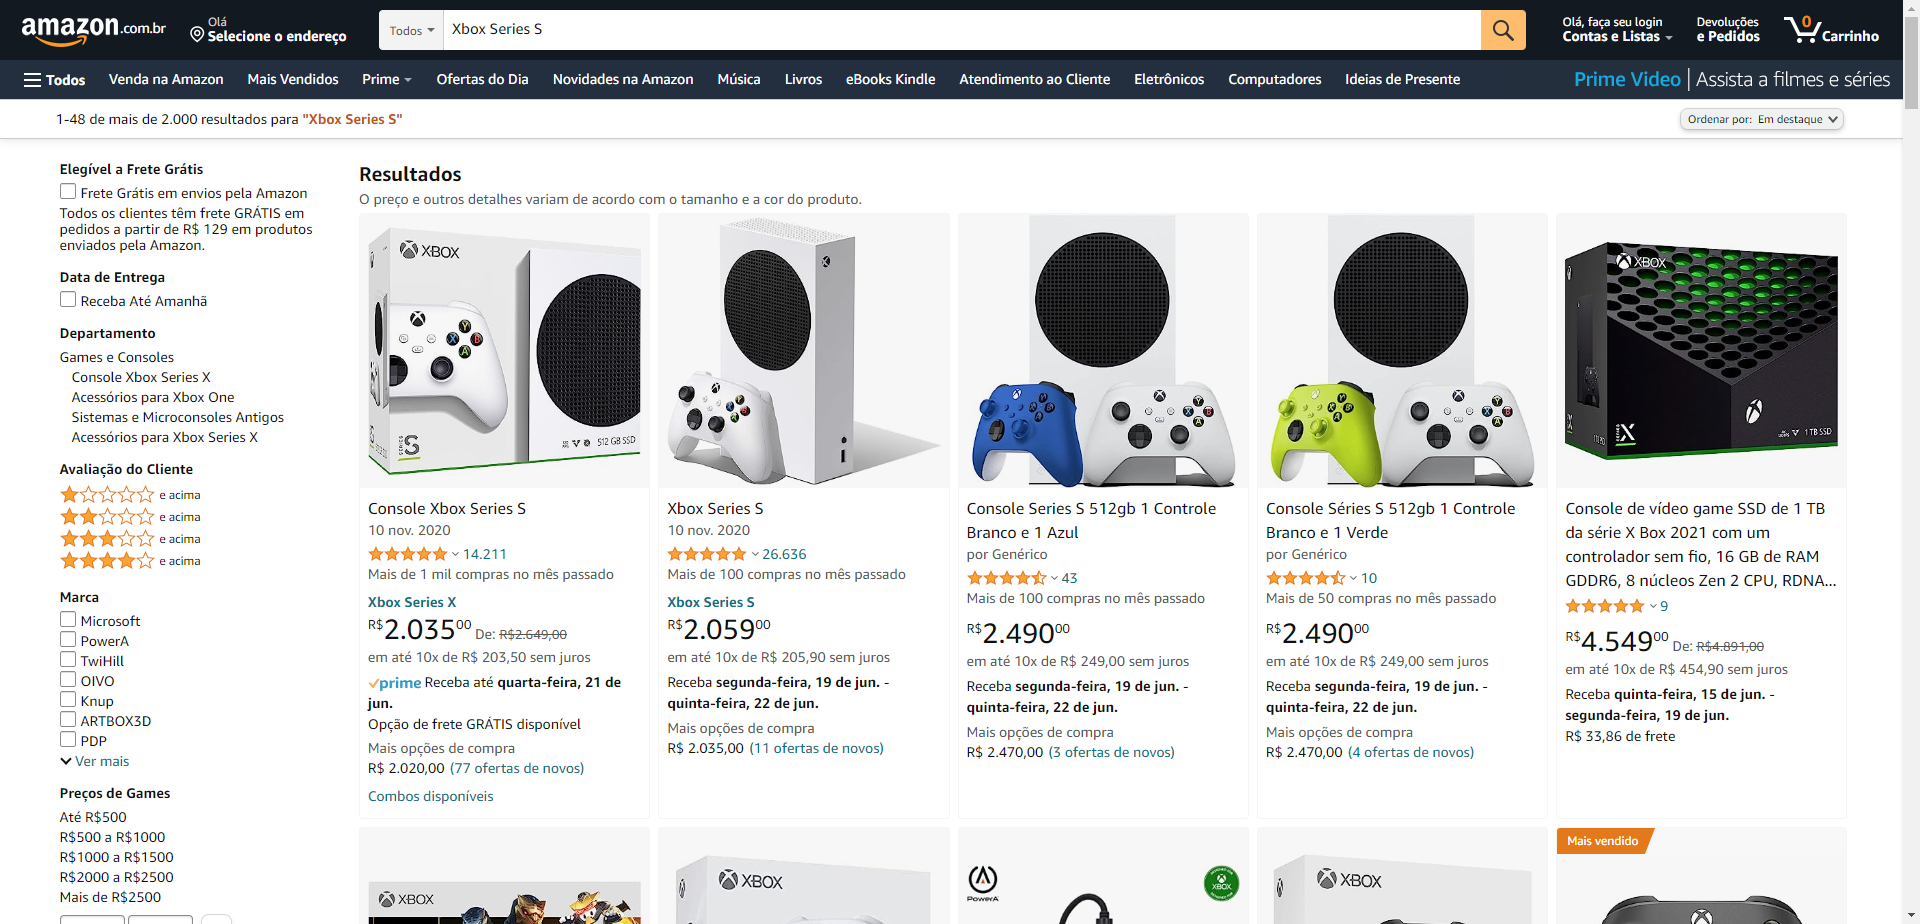 amazon.com.br
Olá
Selecione o endereço
Todos
Xbox Series S
Olá, faça seu login
Contas e Listas
Devoluções
e Pedidos
0
Carrinho
Todos
Venda na Amazon
Mais Vendidos
Prime
Ofertas do Dia
Novidades na Amazon
Música
Livros
eBooks Kindle
Atendimento ao Cliente
Eletrônicos
Computadores
Ideias de Presente
Prime Video | Assista a filmes e séries
1-48 de mais de 2.000 resultados para "Xbox Series S"
Ordenar por: Em destaque
Elegível a Frete Grátis
Frete Grátis em envios pela Amazon
Todos os clientes têm frete GRÁTIS em
pedidos a partir de R$ 129 em produtos
enviados pela Amazon.
Data de Entrega
Receba Até Amanhã
Departamento
Games e Consoles
Console Xbox Series X
Acessórios para Xbox One
Sistemas e Microconsoles Antigos
Acessórios para Xbox Series X
Avaliação do Cliente
e acima
e acima
e acima
e acima
Marca
Microsoft
PowerA
TwiHill
OIVO
Knup
ARTBOX3D
PDP
Ver mais
Preços de Games
Até R$500
R$500 a R$1000
R$1000 a R$1500
R$2000 a R$2500
Mais de R$2500
Resultados
O preço e outros detalhes variam de acordo com o tamanho e a cor do produto.
XBOX
SERIES S
512 GB SSD
Console Xbox Series S
10 nov. 2020
14.211
Mais de 1 mil compras no mês passado
Xbox Series X
R$2.03500 De: R$2.649,00
em até 10x de R$ 203,50 sem juros
prime Receba até quarta-feira, 21 de
jun.
Opção de frete GRÁTIS disponível
Mais opções de compra
R$ 2.020,00 (77 ofertas de novos)
Combos disponíveis
Xbox Series S
10 nov. 2020
26.636
Mais de 100 compras no mês passado
Xbox Series S
R$2.05900
em até 10x de R$ 205,90 sem juros
Receba segunda-feira, 19 de jun. -
quinta-feira, 22 de jun.
Mais opções de compra
R$ 2.035,00 (11 ofertas de novos)
Console Series S 512gb 1 Controle
Branco e 1 Azul
por Genérico
43
Mais de 100 compras no mês passado
R$2.49000
em até 10x de R$ 249,00 sem juros
Receba segunda-feira, 19 de jun. -
quinta-feira, 22 de jun.
Mais opções de compra
R$ 2.470,00 (3 ofertas de novos)
Console Séries S 512gb 1 Controle
Branco e 1 Verde
por Genérico
10
Mais de 50 compras no mês passado
R$2.49000
em até 10x de R$ 249,00 sem juros
Receba segunda-feira, 19 de jun. -
quinta-feira, 22 de jun.
Mais opções de compra
R$ 2.470,00 (4 ofertas de novos)
XBOX
SERIES X
1 TB SSD
Console de vídeo game SSD de 1 TB
da série X Box 2021 com um
controlador sem fio, 16 GB de RAM
GDDR6, 8 núcleos Zen 2 CPU, RDNA...
9
R$4.54900 De: R$4.891,00
em até 10x de R$ 454,90 sem juros
Receba quinta-feira, 15 de jun. -
segunda-feira, 19 de jun.
R$ 33,86 de frete
XBOX
XBOX
PowerA
XBOX
XBOX
Mais vendido